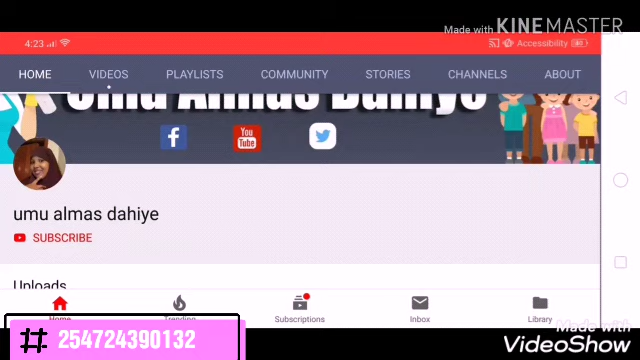 Made with KINEMASTER
4:23
Accessibility
HOME VIDEOS PLAYLISTS COMMUNITY STORIES CHANNELS ABOUT
Umu Almas Dahiye
f You Tube
umu almas dahiye
SUBSCRIBE
Uploads
Home Trending Subscriptions Inbox Library
# 254724390132
Made with
VideoShow